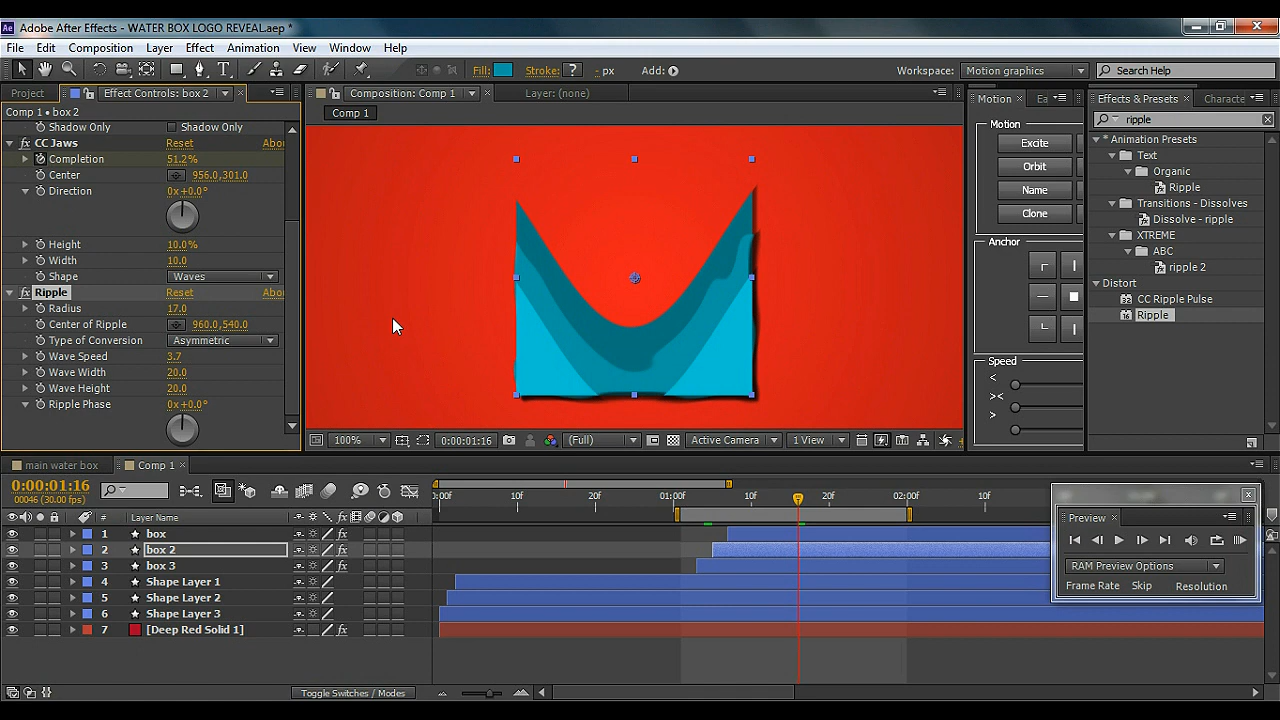 Adobe After Effects - WATER BOX LOGO REVEAL.aep *
File Edit Composition Layer Effect Animation View Window Help
Fill: Stroke: ? - px Add:
Workspace: Motion graphics
Search Help
Project
Effect Controls: box 2
Comp 1 • box 2
Shadow Only Shadow Only
fx CC Jaws Reset Abou
Completion 51.2%
Center 956.0,301.0
Direction 0x+0.0°
Height 10.0%
Width 10.0
Shape Waves
fx Ripple Reset Abou
Radius 17.0
Center of Ripple 960.0,540.0
Type of Conversion Asymmetric
Wave Speed 3.7
Wave Width 20.0
Wave Height 20.0
Ripple Phase 0x+0.0°
Composition: Comp 1
Layer: (none)
Comp 1
100% 0:00:01:16 (Full) Active Camera 1 View
Motion Ea
Motion
Excite
Orbit
Name
Clone
Anchor
Speed
<
><
>
Effects & Presets Characte
ripple
* Animation Presets
Text
Organic
Ripple
Transitions - Dissolves
Dissolve - ripple
XTREME
ABC
ripple 2
Distort
CC Ripple Pulse
Ripple
main water box
Comp 1
0:00:01:16
00046 (30.00 fps)
:00f 10f 20f 01:00f 10f 20f 02:00f 10f
# Layer Name
1 box
2 box 2
3 box 3
4 Shape Layer 1
5 Shape Layer 2
6 Shape Layer 3
7 [Deep Red Solid 1]
Toggle Switches / Modes
Preview
RAM Preview Options
Frame Rate Skip Resolution